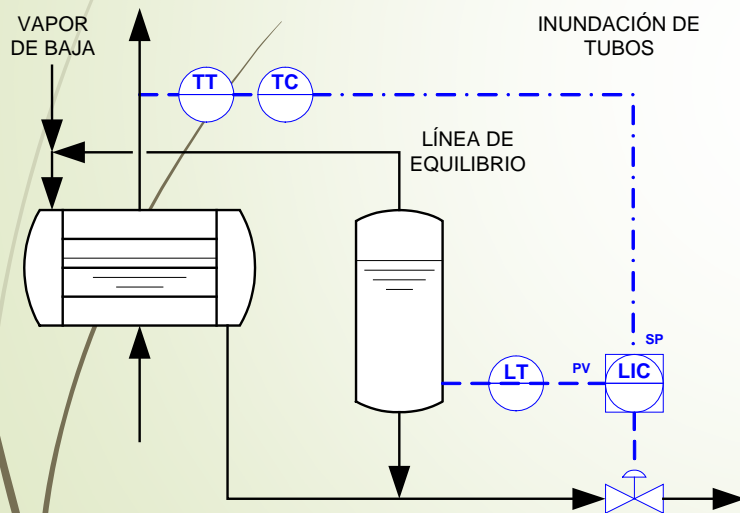 VAPOR
DE BAJA
INUNDACIÓN DE
TUBOS
TT
TC
LÍNEA DE
EQUILIBRIO
SP
LT
PV
LIC